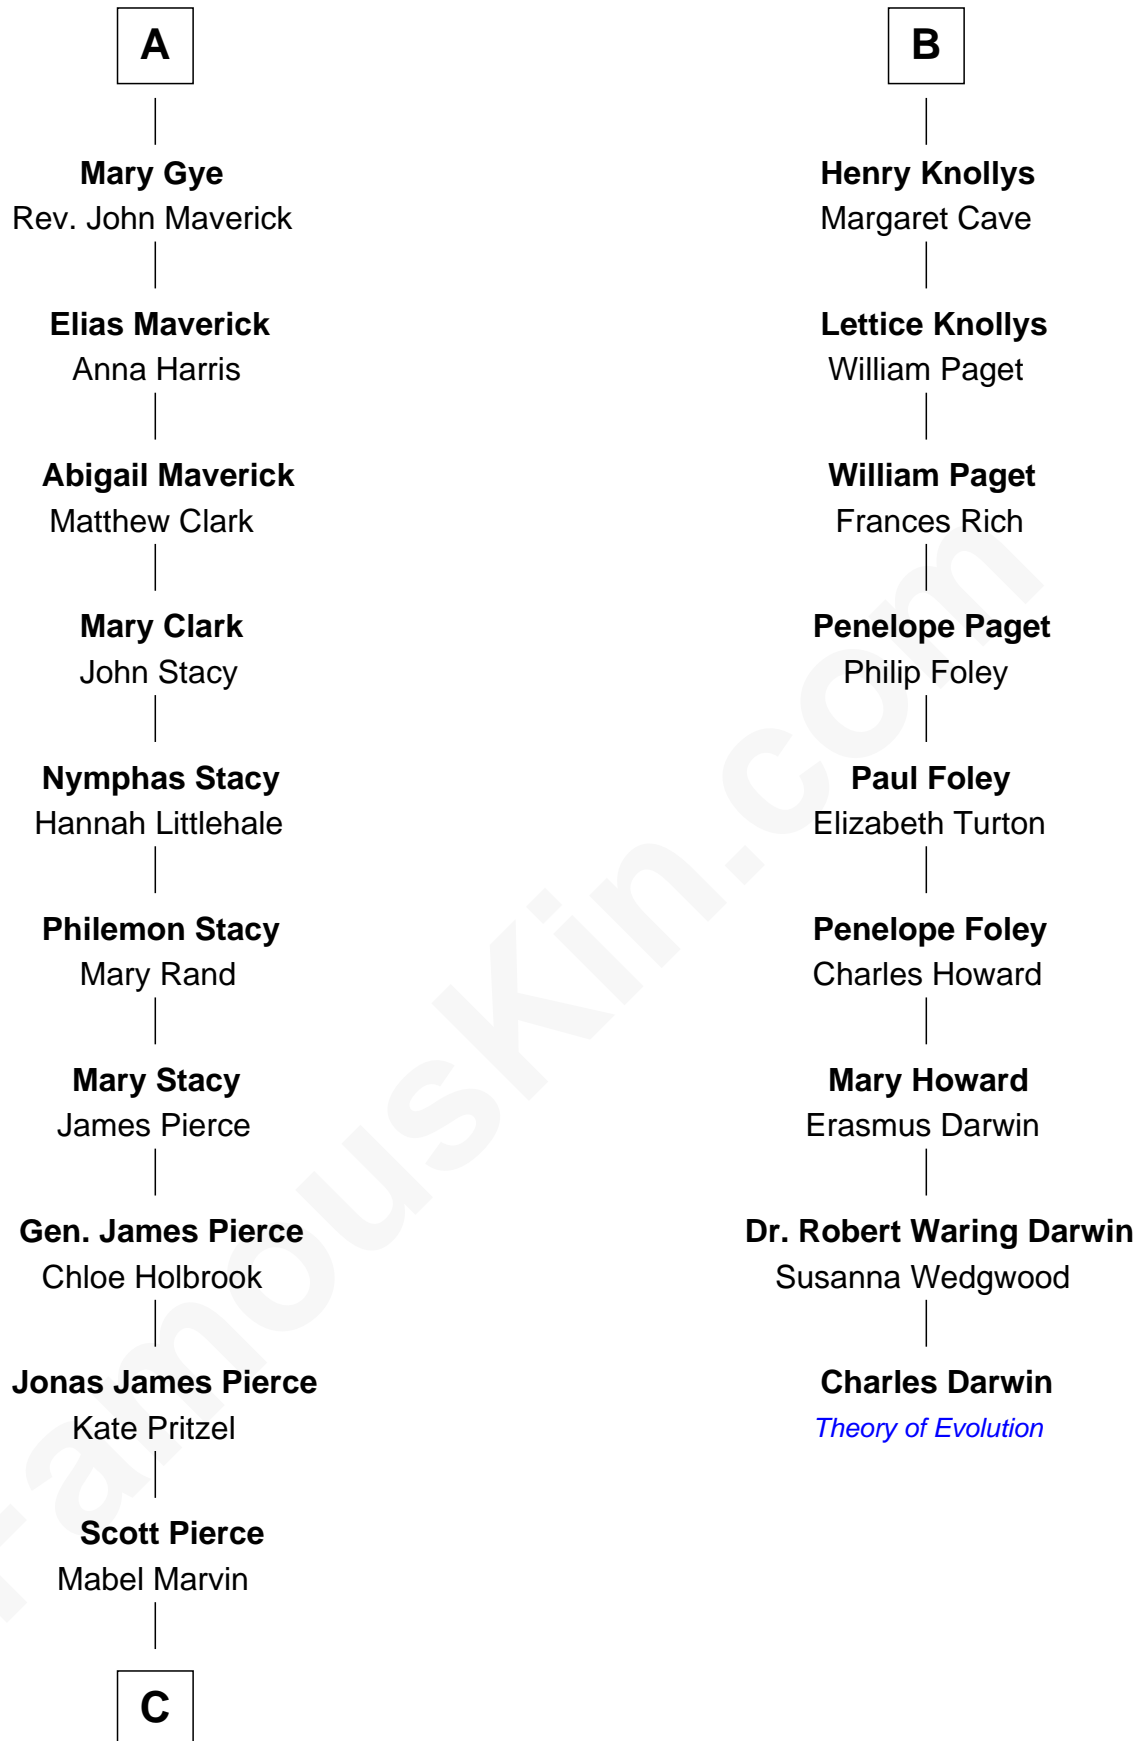 A
Mary Gye
Rev. John Maverick
Elias Maverick
Anna Harris
Abigail Maverick
Matthew Clark
Mary Clark
John Stacy
Nymphas Stacy
Hannah Littlehale
Philemon Stacy
Mary Rand
Mary Stacy
James Pierce
Gen. James Pierce
Chloe Holbrook
Jonas James Pierce
Kate Pritzel
Scott Pierce
Mabel Marvin
C
B
Henry Knollys
Margaret Cave
Lettice Knollys
William Paget
William Paget
Frances Rich
Penelope Paget
Philip Foley
Paul Foley
Elizabeth Turton
Penelope Foley
Charles Howard
Mary Howard
Erasmus Darwin
Dr. Robert Waring Darwin
Susanna Wedgwood
Charles Darwin
Theory of Evolution
FamousKin.com